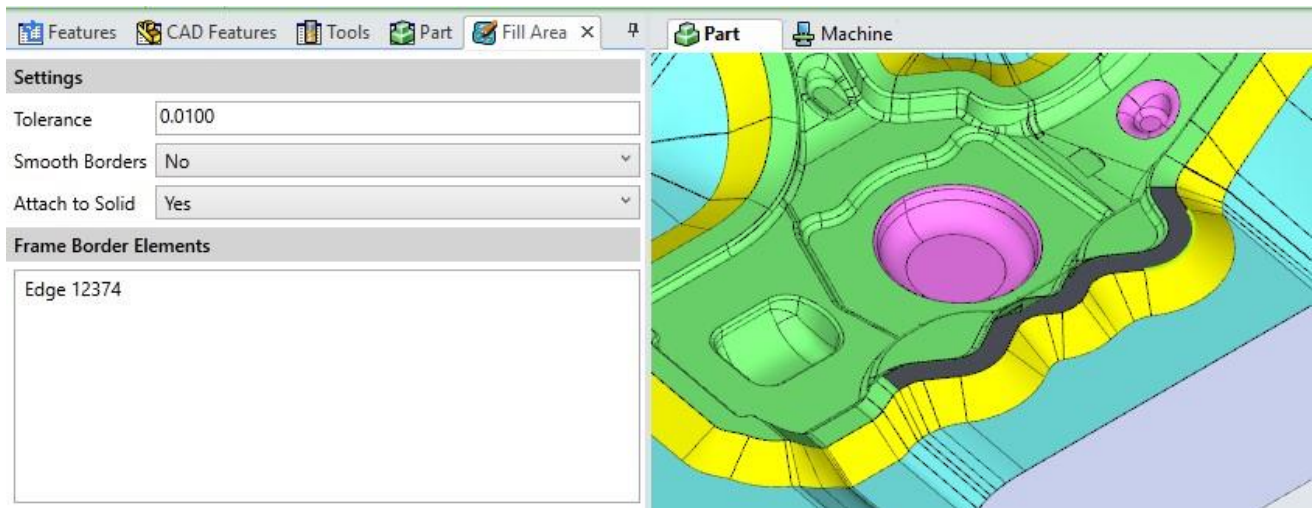 Features CAD Features Tools Part Fill Area
Part Machine
Settings
Tolerance 0.0100
Smooth Borders No
Attach to Solid Yes
Frame Border Elements
Edge 12374